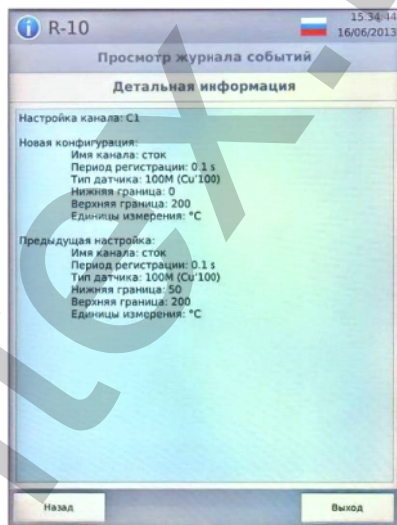 R-10
15:34:44
16/06/2013
Просмотр журнала событий
Детальная информация
Настройка канала: C1
Новая конфигурация:
Имя канала: сток
Период регистрации: 0.1 s
Тип датчика: 100М (Cu'100)
Нижняя граница: 0
Верхняя граница: 200
Единицы измерения: °C
Предыдущая настройка:
Имя канала: сток
Период регистрации: 0.1 s
Тип датчика: 100М (Cu'100)
Нижняя граница: 50
Верхняя граница: 200
Единицы измерения: °C
Назад
Выход